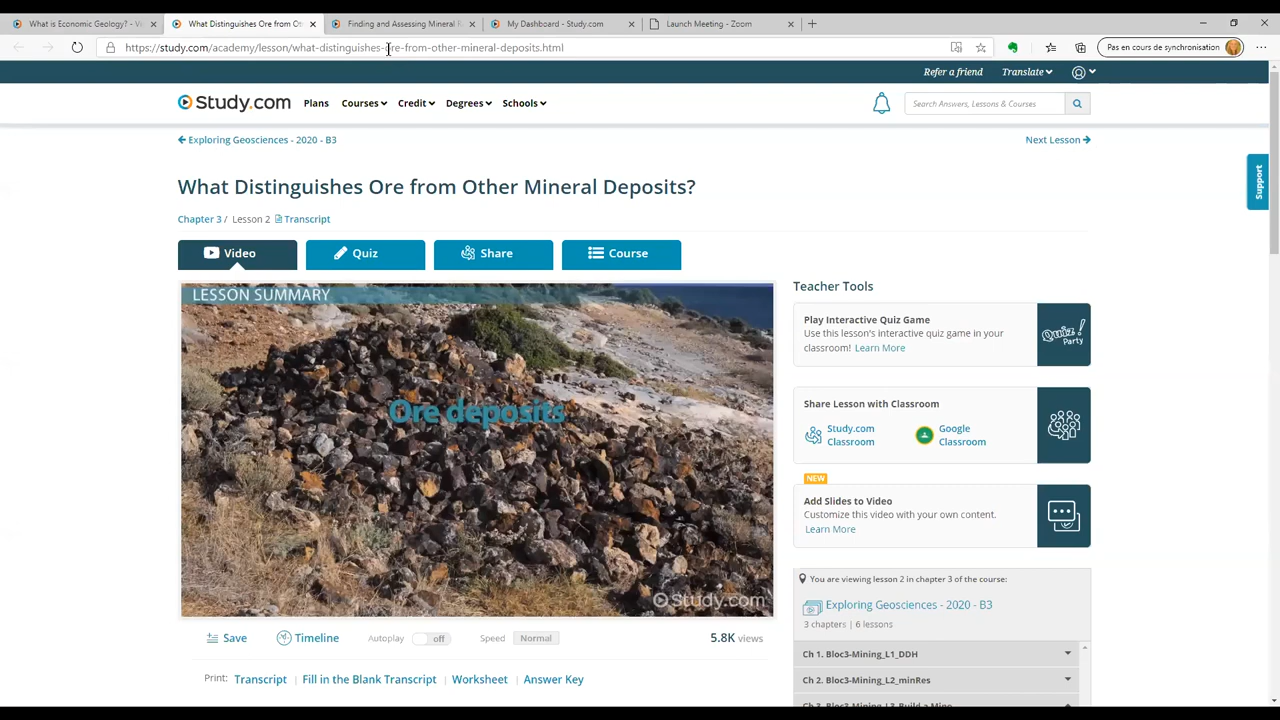 What is Economic Geology? - V
What Distinguishes Ore from Ot
Finding and Assessing Mineral R
My Dashboard - Study.com
Launch Meeting - Zoom
https://study.com/academy/lesson/what-distinguishes-ore-from-other-mineral-deposits.html
Pas en cours de synchronisation
Refer a friend
Translate
Study.com
Plans
Courses
Credit
Degrees
Schools
Search Answers, Lessons & Courses
Exploring Geosciences - 2020 - B3
Next Lesson
Support
What Distinguishes Ore from Other Mineral Deposits?
Chapter 3 / Lesson 2 Transcript
Video
Quiz
Share
Course
LESSON SUMMARY
Ore deposits
Study.com
Save
Timeline
Autoplay off
Speed Normal
5.8K views
Print: Transcript | Fill in the Blank Transcript | Worksheet | Answer Key
Teacher Tools
Play Interactive Quiz Game
Use this lesson's interactive quiz game in your
classroom! Learn More
Quiz!
Party
Share Lesson with Classroom
Study.com
Classroom
Google
Classroom
NEW
Add Slides to Video
Customize this video with your own content.
Learn More
You are viewing lesson 2 in chapter 3 of the course:
Exploring Geosciences - 2020 - B3
3 chapters | 6 lessons
Ch 1. Bloc3-Mining_L1_DDH
Ch 2. Bloc3-Mining_L2_minRes
Ch 3. Bloc3-Mining_L3_Build-a-Mine